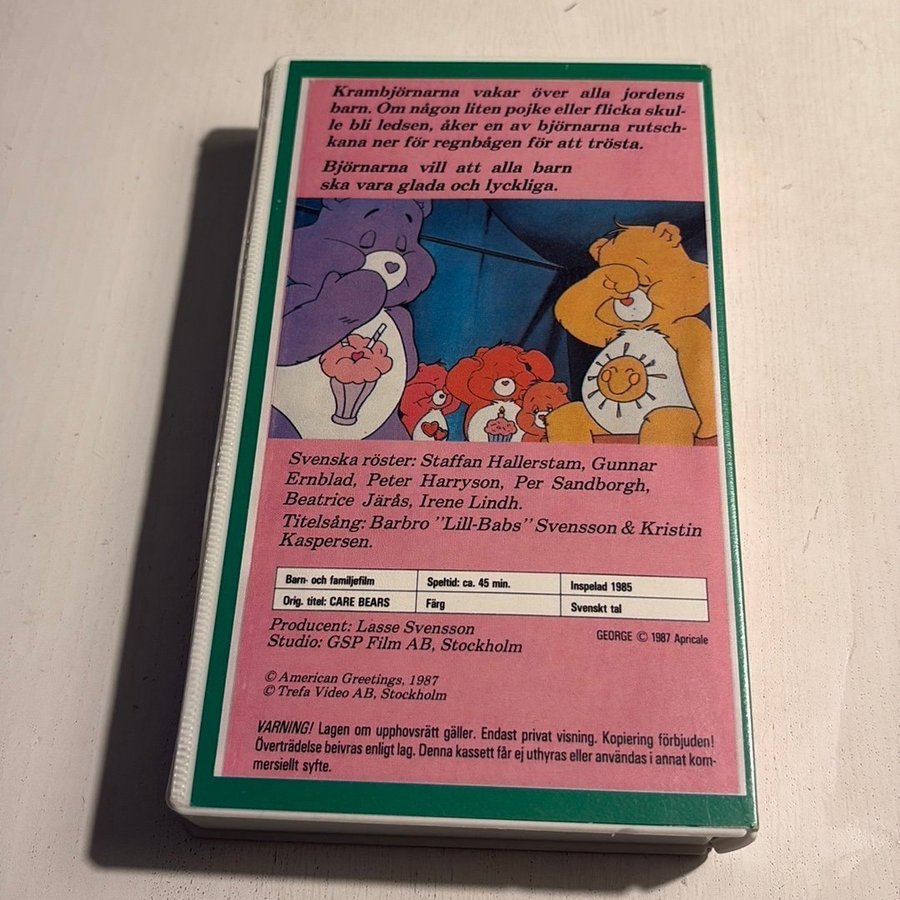 Krambjörnarna vakar över alla jordens
barn. Om någon liten pojke eller flicka skul-
le bli ledsen, åker en av björnarna rutsch-
kana ner för regnbågen för att trösta.
Björnarna vill att alla barn
ska vara glada och lyckliga.
Svenska röster: Staffan Hallerstam, Gunnar
Ernblad, Peter Harryson, Per Sandborgh,
Beatrice Järås, Irene Lindh.
Titelsång: Barbro "Lill-Babs" Svensson & Kristin
Kaspersen.
Barn- och familjefilm Speltid: ca. 45 min. Inspelad 1985
Orig. titel: CARE BEARS Färg Svenskt tal
Producent: Lasse Svensson
Studio: GSP Film AB, Stockholm
GEORGE © 1987 Apricale
© American Greetings, 1987
© Trefa Video AB, Stockholm
VARNING! Lagen om upphovsrätt gäller. Endast privat visning. Kopiering förbjuden!
Överträdelse beivras enligt lag. Denna kassett får ej uthyras eller användas i annat kom-
mersiellt syfte.